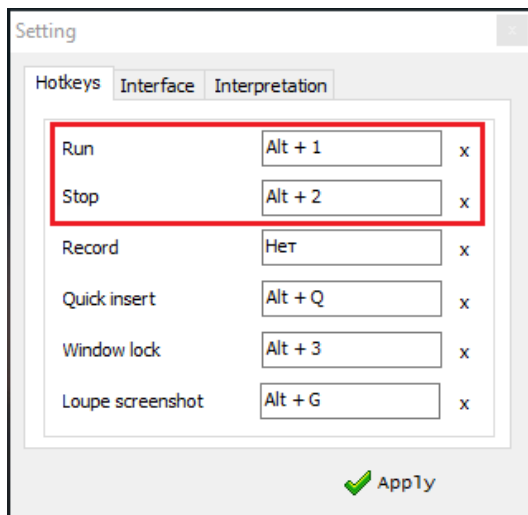 Setting x
Hotkeys Interface Interpretation
Run Alt + 1 x
Stop Alt + 2 x
Record Нет x
Quick insert Alt + Q x
Window lock Alt + 3 x
Loupe screenshot Alt + G x
Apply